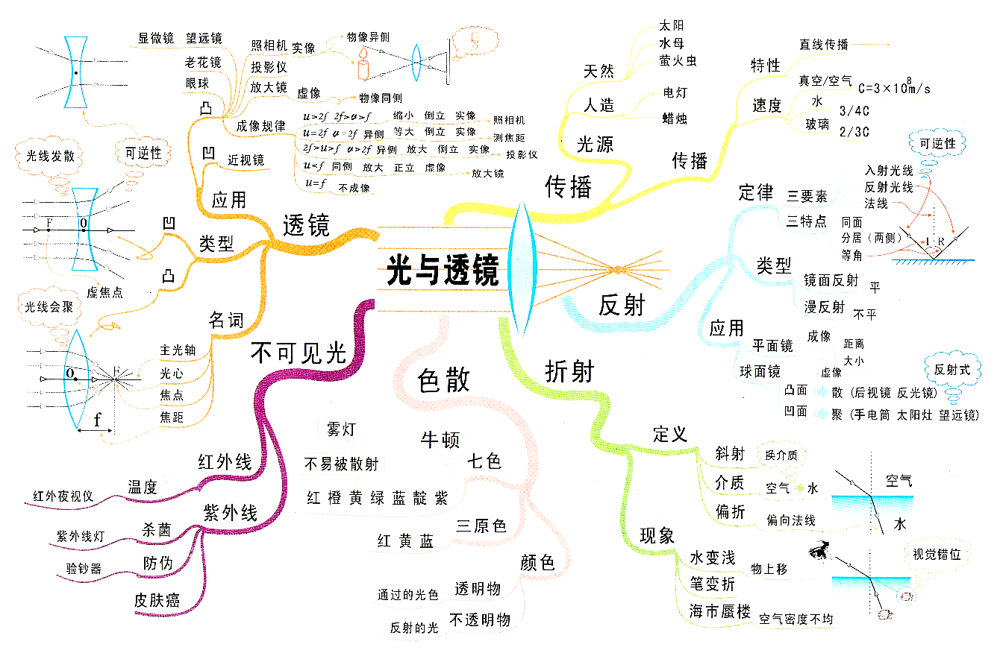 光与透镜
传播
光源
天然
太阳
水母
萤火虫
人造
电灯
蜡烛
传播
特性
直线传播
速度
真空/空气 C=3×10⁸m/s
水 3/4C
玻璃 2/3C
反射
定律
三要素
入射光线
反射光线
法线
三特点
同面
分居(两侧)
等角
可逆性
I R
类型
镜面反射 平
漫反射 不平
应用
平面镜
成像
距离
大小
虚像
球面镜
凸面 散 (后视镜 反光镜)
凹面 聚 (手电筒 太阳灶 望远镜)
反射式
折射
定义
斜射
换介质
介质
空气 水
偏折
偏向法线
空气
水
现象
水变浅
物上移
笔变折
海市蜃楼
空气密度不均
视觉错位
色散
牛顿
七色
雾灯
不易被散射
红 橙 黄 绿 蓝 靛 紫
三原色
红 黄 蓝
颜色
透明物
通过的光色
不透明物
反射的光
不可见光
红外线
温度
红外夜视仪
紫外线
杀菌
紫外线灯
防伪
验钞器
皮肤癌
透镜
应用
凸
显微镜 望远镜
老花镜
眼球
照相机 实像
物像异侧
投影仪
放大镜 虚像
物像同侧
成像规律
u>2f 2f>α>f 缩小 倒立 实像
照相机
u=2f α=2f 异侧 等大 倒立 实像
测焦距
2f>u>f α>2f 异侧 放大 倒立 实像
投影仪
u<f 同侧 放大 正立 虚像
放大镜
u=f 不成像
凹
近视镜
类型
凹
凸
光线发散
可逆性
F O
虚焦点
光线会聚
O F
f
名词
主光轴
光心
焦点
焦距